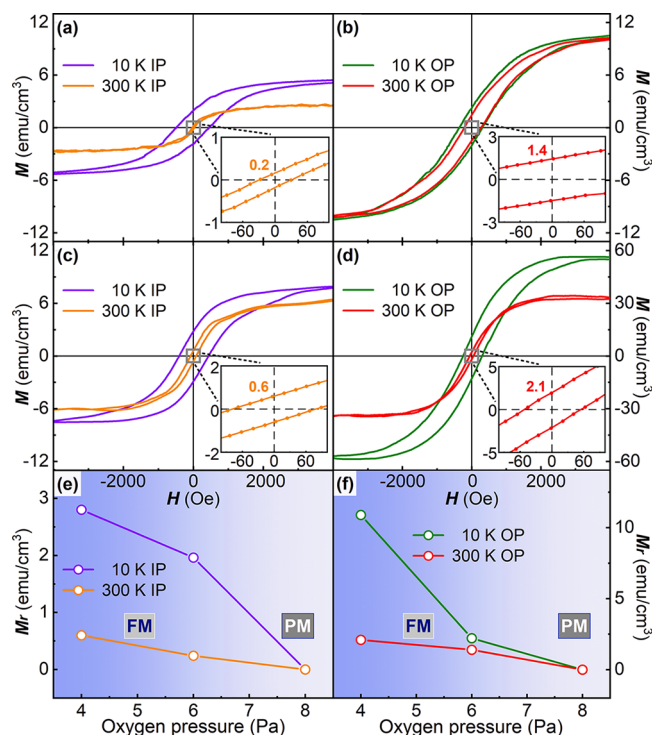 (a)
10 K IP
300 K IP
M (emu/cm³)
12
6
0
-6
-12
0.2
1
0
-1
-60 0 60
(b)
10 K OP
300 K OP
M (emu/cm³)
12
6
0
-6
-12
1.4
3
0
-3
-60 0 60
(c)
10 K IP
300 K IP
M (emu/cm³)
12
6
0
-6
-12
0.6
2
0
-2
-60 0 60
(d)
10 K OP
300 K OP
M (emu/cm³)
60
30
0
-30
-60
2.1
5
0
-5
-60 0 60
-2000 0 2000
-2000 0 2000
H (Oe)
(e)
10 K IP
300 K IP
FM
PM
Mr (emu/cm³)
3
2
1
0
4 5 6 7 8
Oxygen pressure (Pa)
(f)
10 K OP
300 K OP
FM
PM
Mr (emu/cm³)
10
5
0
4 5 6 7 8
Oxygen pressure (Pa)